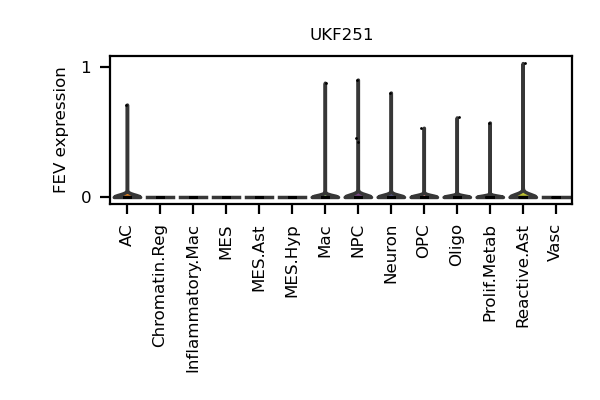 UKF251
FEV expression
1
0
AC
Chromatin.Reg
Inflammatory.Mac
MES
MES.Ast
MES.Hyp
Mac
NPC
Neuron
OPC
Oligo
Prolif.Metab
Reactive.Ast
Vasc